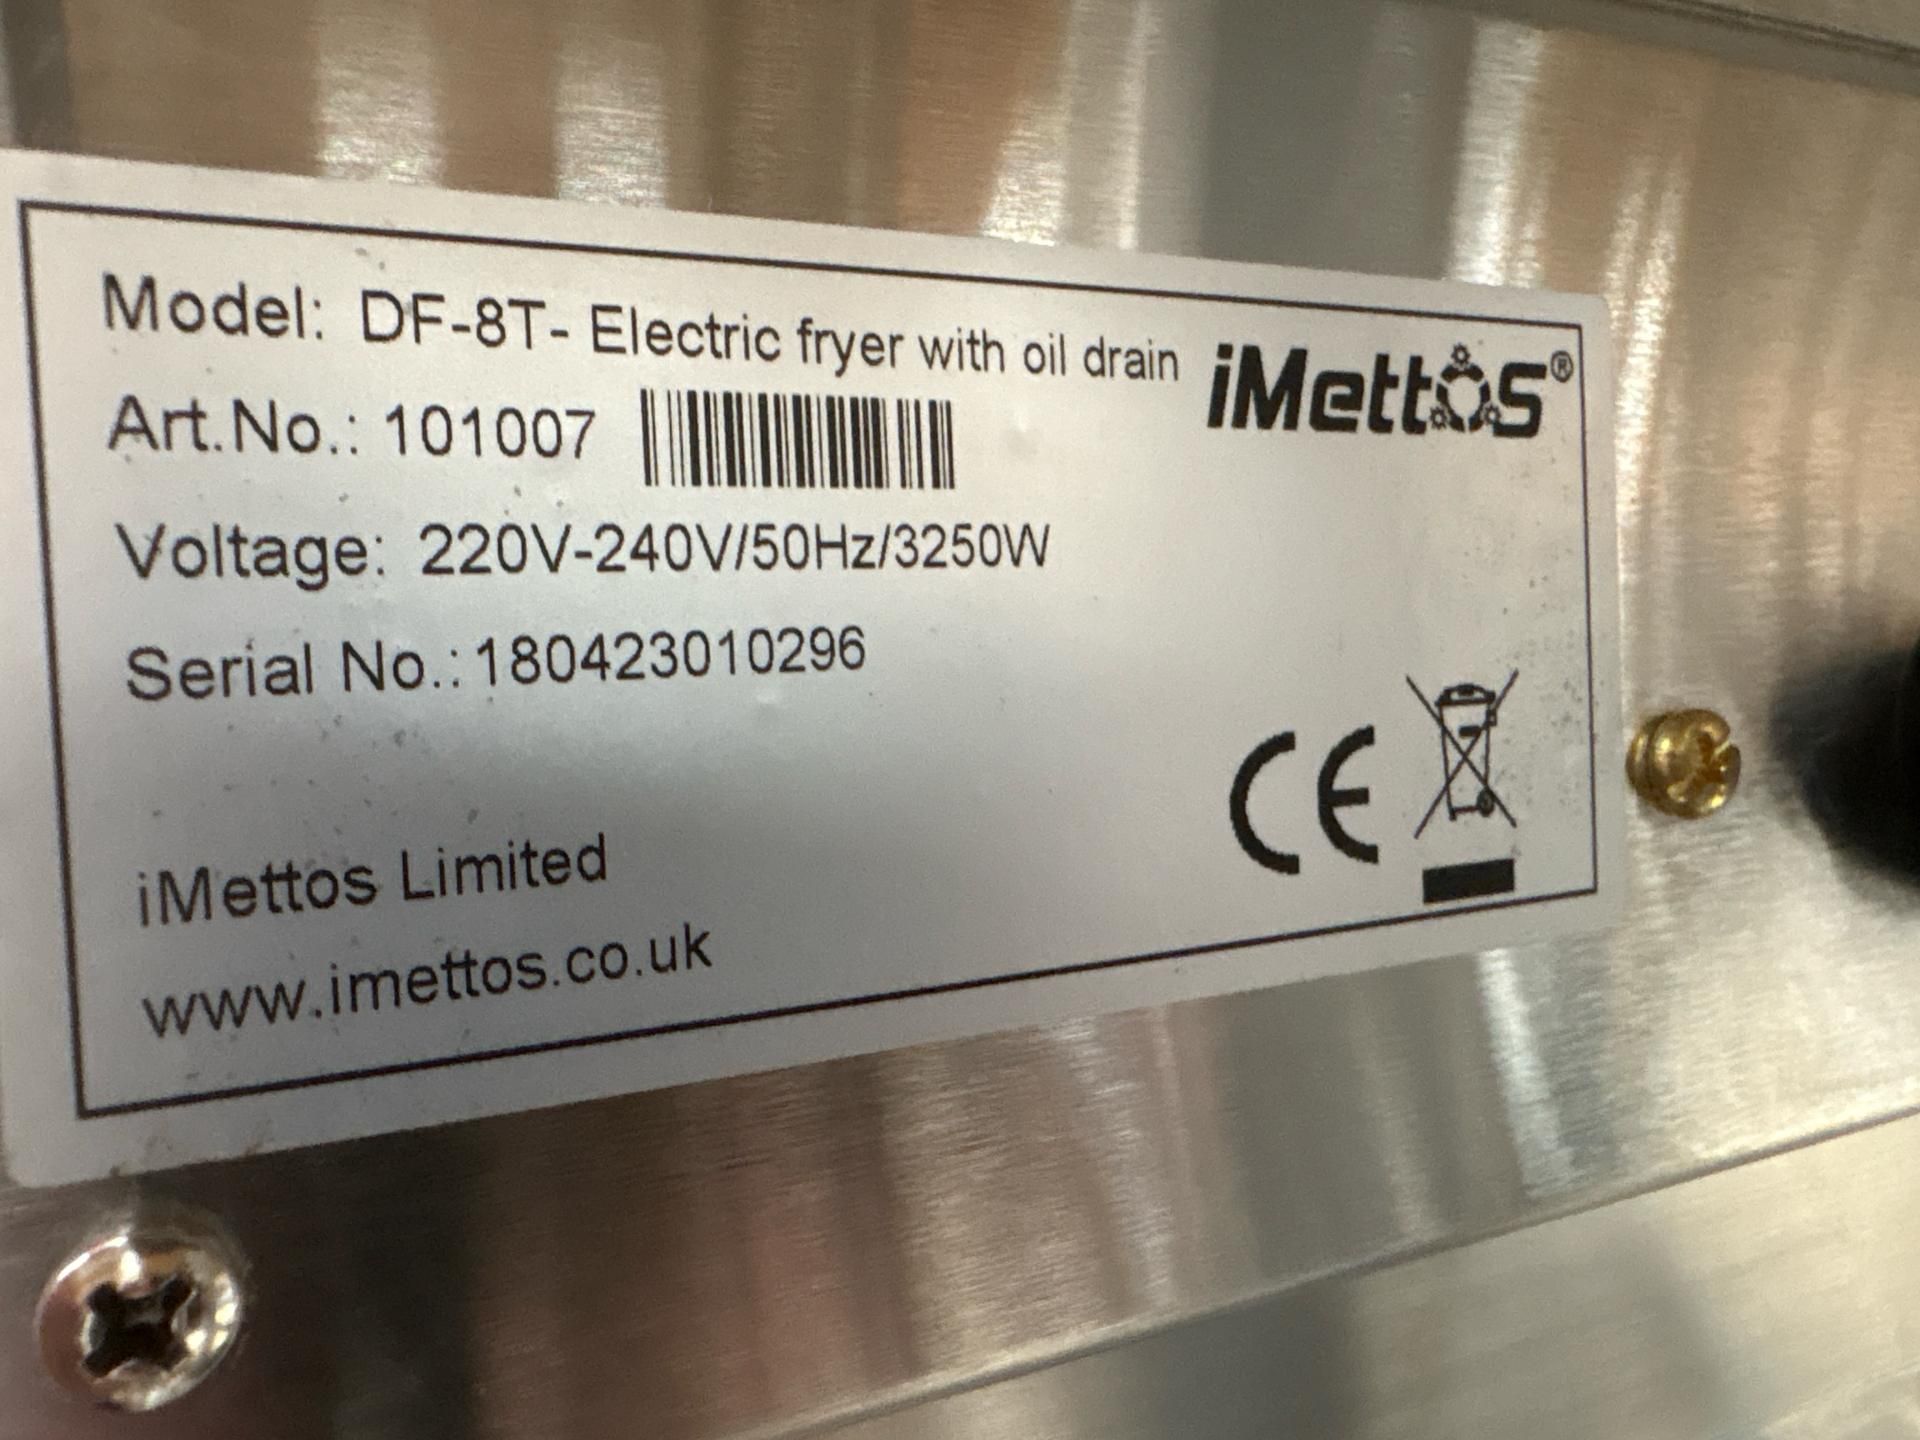 Model: DF-8T- Electric fryer with oil drain
iMettos®
Art.No.: 101007
Voltage: 220V-240V/50Hz/3250W
Serial No.:180423010296
CE
iMettos Limited
www.imettos.co.uk